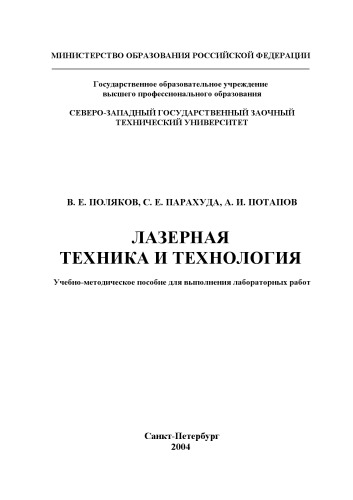 МИНИСТЕРСТВО ОБРАЗОВАНИЯ РОССИЙСКОЙ ФЕДЕРАЦИИ
Государственное образовательное учреждение
высшего профессионального образования
СЕВЕРО-ЗАПАДНЫЙ ГОСУДАРСТВЕННЫЙ ЗАОЧНЫЙ
ТЕХНИЧЕСКИЙ УНИВЕРСИТЕТ
В. Е. ПОЛЯКОВ, С. Е. ПАРАХУДА, А. И. ПОТАПОВ
ЛАЗЕРНАЯ
ТЕХНИКА И ТЕХНОЛОГИЯ
Учебно-методическое пособие для выполнения лабораторных работ
Санкт-Петербург
2004